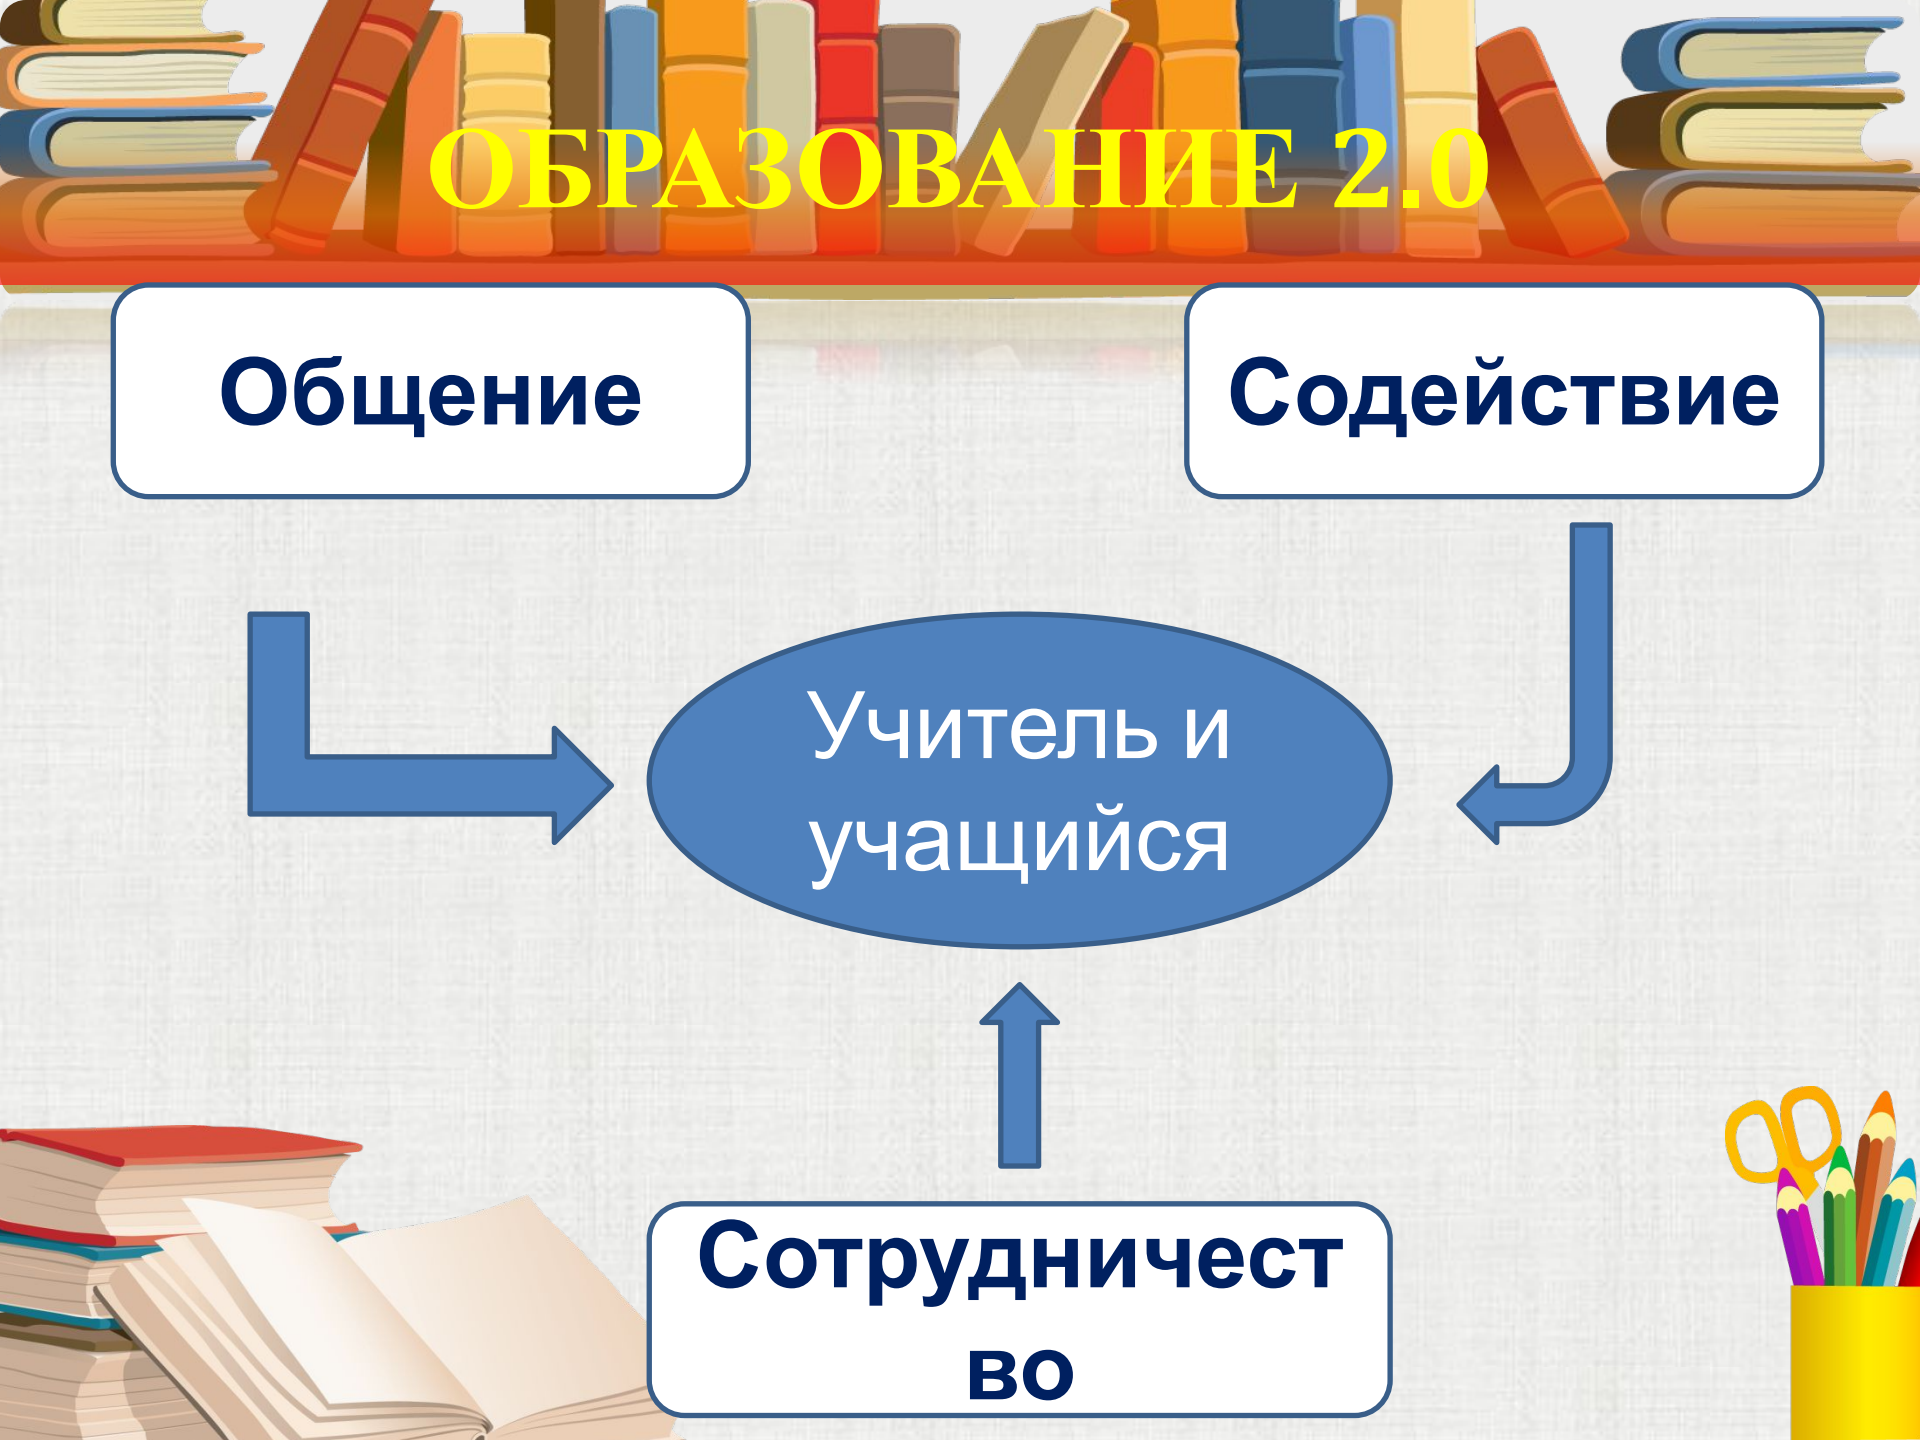 ОБРАЗОВАНИЕ 2.0
Общение
Содействие
Учитель и
учащийся
Сотрудничест
во